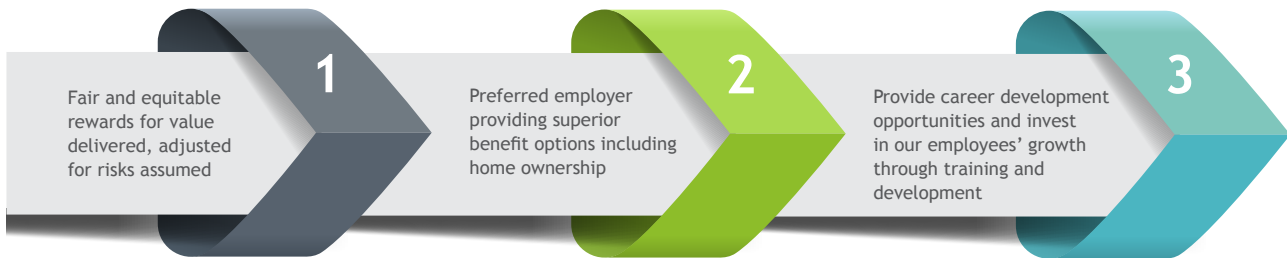 1
Fair and equitable
rewards for value
delivered, adjusted
for risks assumed
2
Preferred employer
providing superior
benefit options including
home ownership
3
Provide career development
opportunities and invest
in our employees’ growth
through training and
development